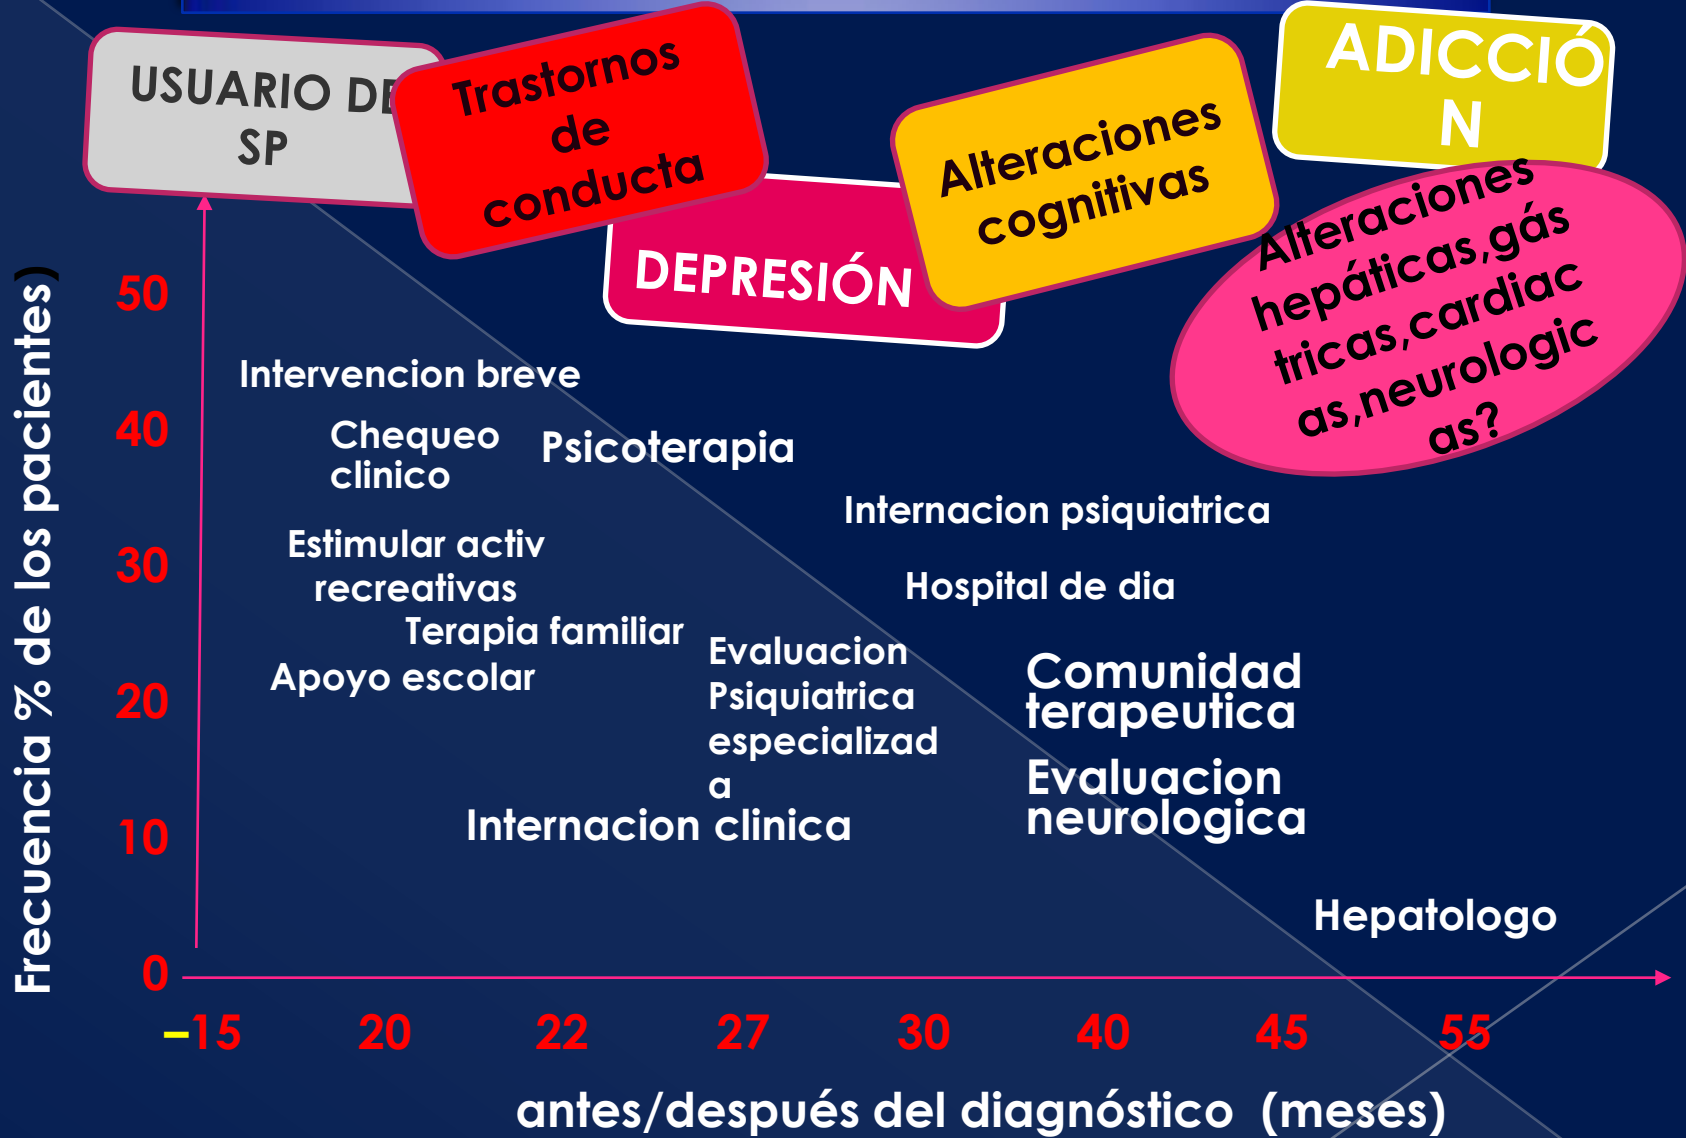 USUARIO DE
SP
Trastornos
de
conducta
DEPRESIÓN
Alteraciones
cognitivas
ADICCIÓ
N
Alteraciones
hepáticas,gás
tricas,cardiac
as,neurologic
as?
Frecuencia % de los pacientes)
50
40
30
20
10
0
Intervencion breve
Chequeo
clinico
Psicoterapia
Internacion psiquiatrica
Estimular activ
recreativas
Hospital de dia
Terapia familiar
Apoyo escolar
Evaluacion
Psiquiatrica
especializad
a
Comunidad
terapeutica
Evaluacion
neurologica
Internacion clinica
Hepatologo
–15 20 22 27 30 40 45 55
antes/después del diagnóstico (meses)